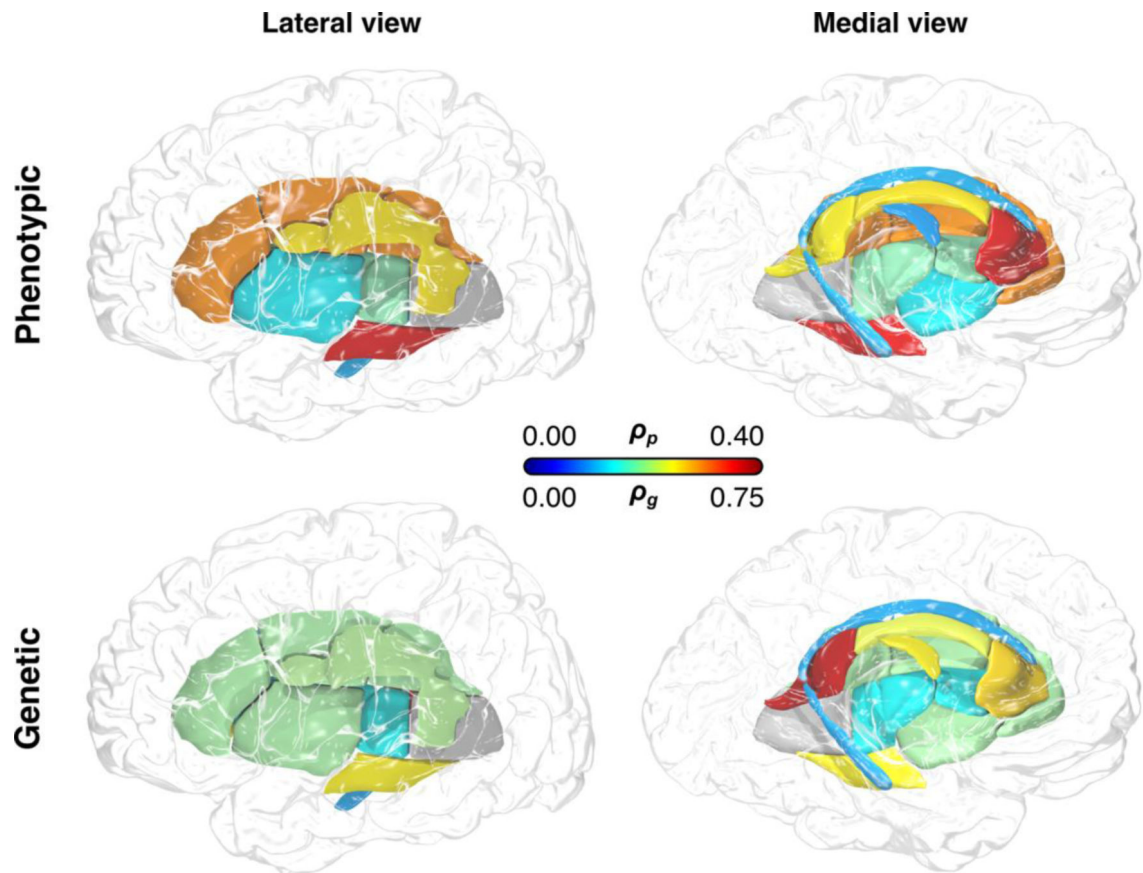 Lateral view
Medial view
Phenotypic
0.00 ρp 0.40
0.00 ρg 0.75
Genetic